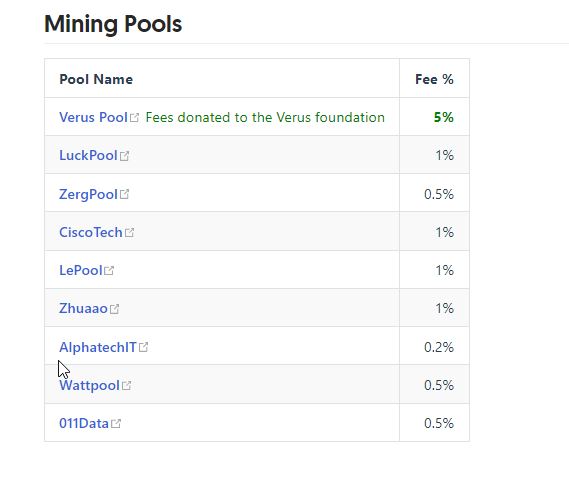 Mining Pools
Pool Name Fee %
Verus Pool Fees donated to the Verus foundation 5%
LuckPool 1%
ZergPool 0.5%
CiscoTech 1%
LePool 1%
Zhuaao 1%
AlphatechIT 0.2%
Wattpool 0.5%
011Data 0.5%